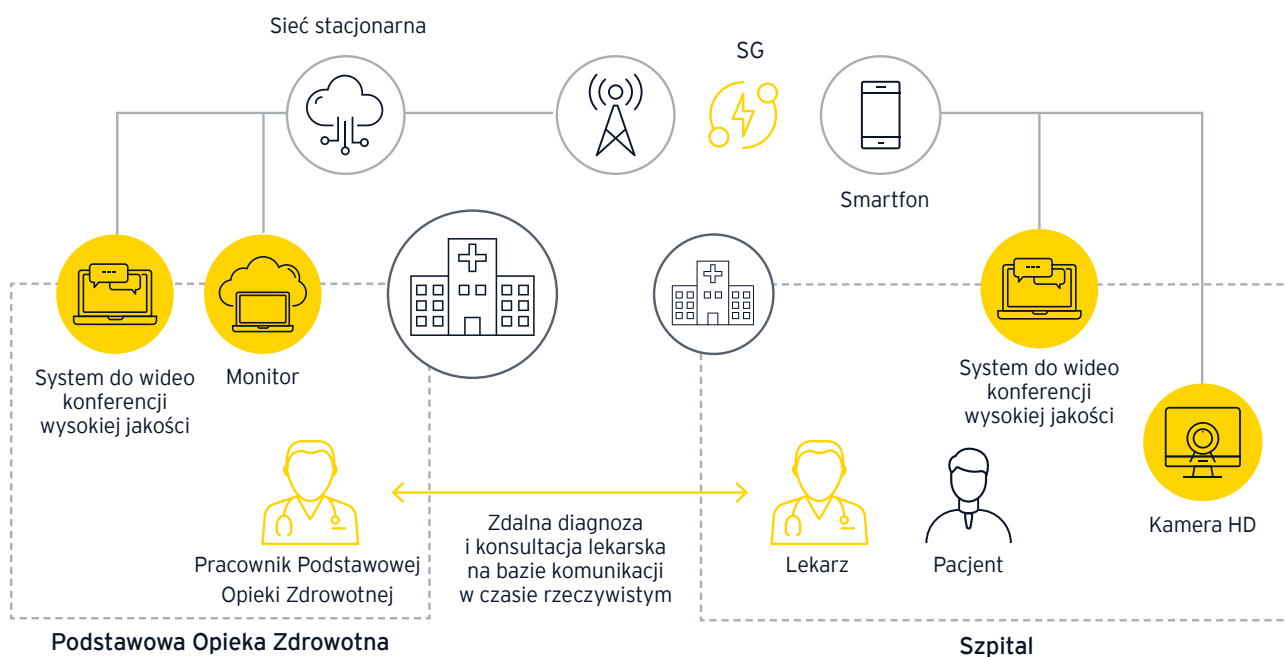 Sieć stacjonarna
SG
Smartfon
System do wideo
konferencji
wysokiej jakości
Monitor
System do wideo
konferencji
wysokiej jakości
Kamera HD
Pracownik Podstawowej
Opieki Zdrowotnej
Zdalna diagnoza
i konsultacja lekarska
na bazie komunikacji
w czasie rzeczywistym
Lekarz
Pacjent
Podstawowa Opieka Zdrowotna
Szpital